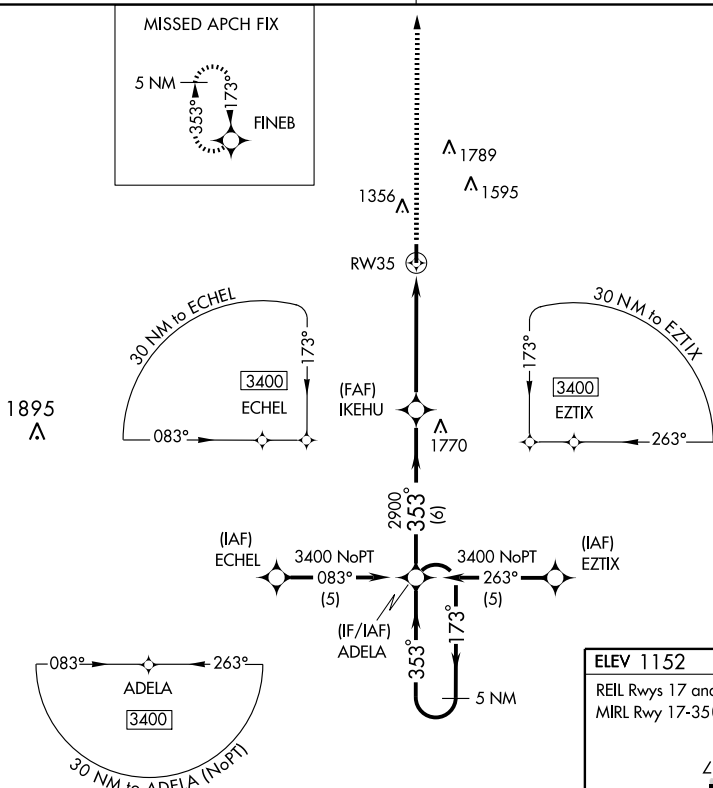 MISSED APCH FIX
5 NM
353°
173°
FINEB
1789
1595
1356
RW35
30 NM to ECHEL
173°
3400
ECHEL
083°
30 NM to EZTIX
173°
3400
EZTIX
263°
1895
(FAF)
IKEHU
1770
2900
353°
(6)
(IAF)
ECHEL
3400 NoPT
083°
(5)
3400 NoPT
263°
(5)
(IAF)
EZTIX
(IF/IAF)
ADELA
353°
173°
5 NM
083°
263°
ADELA
3400
30 NM to ADELA (NoPT)
ELEV 1152
REIL Rwys 17 and
MIRL Rwy 17-35